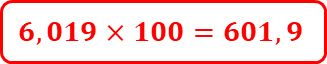 6,019 × 100 = 601,9